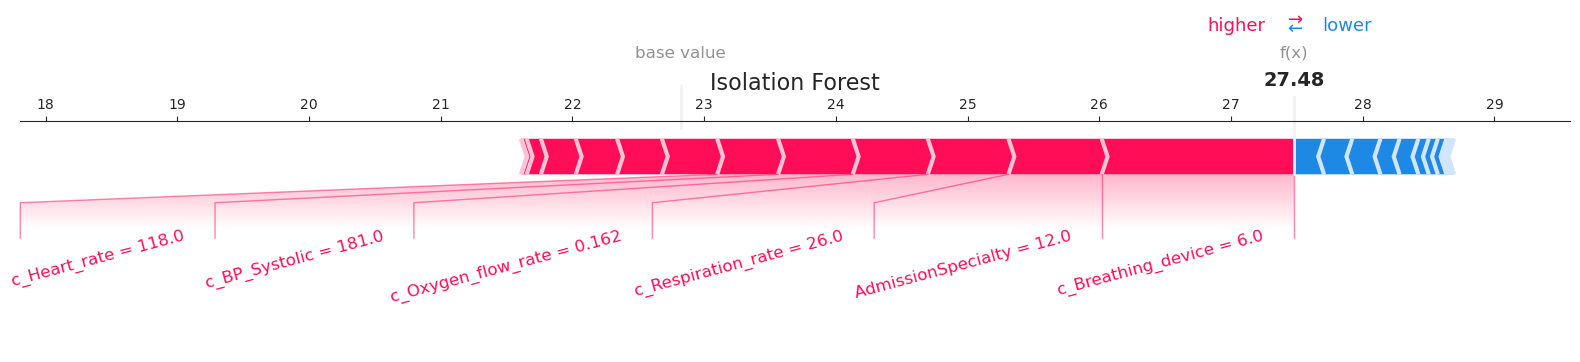 higher ⇄ lower
base value f(x)
Isolation Forest 27.48
18 19 20 21 22 23 24 25 26 27 28 29
c_Heart_rate = 118.0
c_BP_Systolic = 181.0
c_Oxygen_flow_rate = 0.162
c_Respiration_rate = 26.0
AdmissionSpecialty = 12.0
c_Breathing_device = 6.0